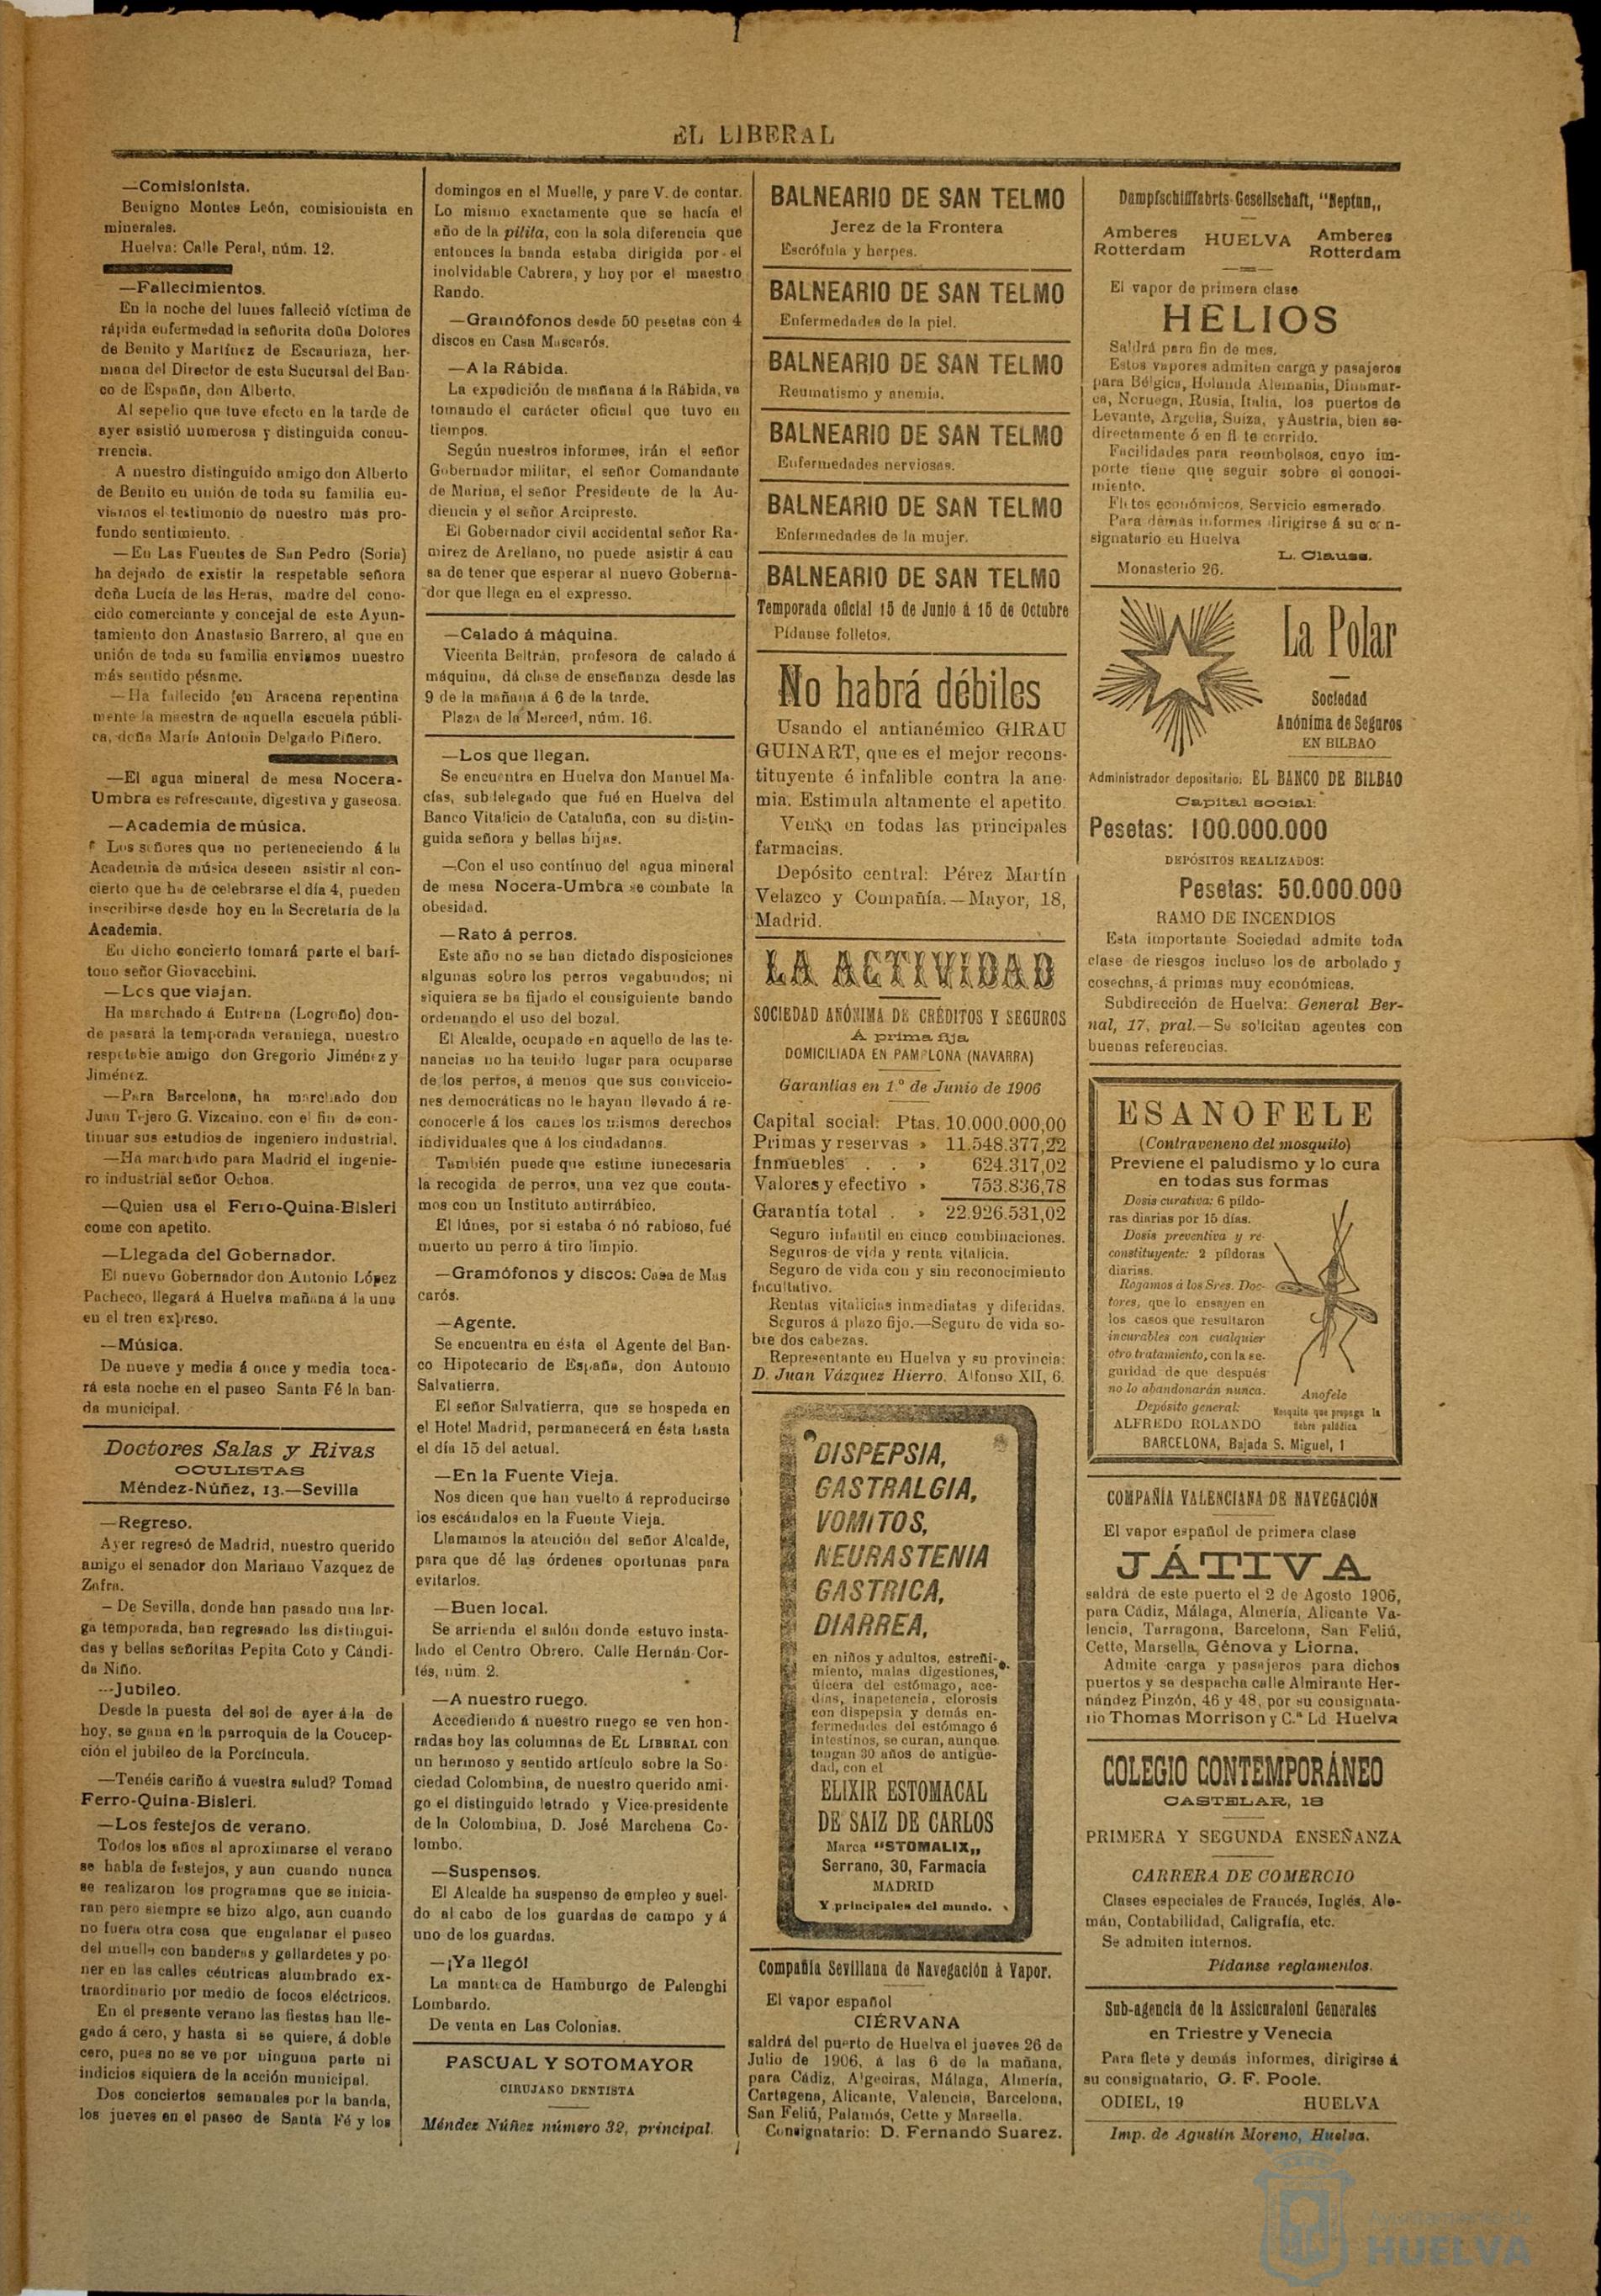 EL LIBERAL
—Comisionista.
Benigno Montes León, comisionista en
minerales.
Huelva: Calle Peral, núm. 12.
—Fallecimientos.
En la noche del lunes falleció víctima de
rápida enfermedad la señorita doña Dolores
de Benito y Martínez de Escauriaza, her-
mana del Director de esta Sucursal del Ban-
co de España, don Alberto.
Al sepelio que tuvo efecto en la tarde de
ayer asistió numerosa y distinguida concu-
rrencia.
A nuestro distinguido amigo don Alberto
de Benito en unión de toda su familia en-
viamos el testimonio de nuestro más pro-
fundo sentimiento.
—En Las Fuentes de San Pedro (Soria)
ha dejado de existir la respetable señora
doña Lucía de las Heras, madre del cono-
cido comerciante y concejal de este Ayun-
tamiento don Anastasio Barrero, al que en
unión de toda su familia enviamos nuestro
más sentido pésame.
—Ha fallecido en Aracena repentina
mente la maestra de aquella escuela públi-
ca, doña María Antonia Delgado Piñero.
—El agua mineral de mesa Nocera-
Umbra es refrescante, digestiva y gaseosa.
—Academia de música.
Los señores que no perteneciendo á la
Academia de música deseen asistir al con-
cierto que ha de celebrarse el día 4, pueden
inscribirse desde hoy en la Secretaría de la
Academia.
En dicho concierto tomará parte el barí-
tono señor Giovacchini.
—Los que viajan.
Ha marchado á Entrena (Logroño) don-
de pasará la temporada veraniega, nuestro
respetable amigo don Gregorio Jiménez y
Jiménez.
—Para Barcelona, ha marchado don
Juan Tejero G. Vizcaino, con el fin de con-
tinuar sus estudios de ingeniero industrial.
—Ha marchado para Madrid el ingenie-
ro industrial señor Ochoa.
—Quien usa el Ferro-Quina-Bisleri
come con apetito.
—Llegada del Gobernador.
El nuevo Gobernador don Antonio López
Pacheco, llegará á Huelva mañana á la una
en el tren expreso.
—Música.
De nueve y media á once y media toca-
rá esta noche en el paseo Santa Fé la ban-
da municipal.
Doctores Salas y Rivas
OCULISTAS
Méndez-Núñez, 13.—Sevilla
—Regreso.
Ayer regresó de Madrid, nuestro querido
amigo el senador don Mariano Vazquez de
Zafra.
—De Sevilla, donde han pasado una lar-
ga temporada, han regresado las distingui-
das y bellas señoritas Pepita Coto y Cándi-
da Niño.
—Jubileo.
Desde la puesta del sol de ayer á la de
hoy, se gana en la parroquia de la Concep-
ción el jubileo de la Porcíncula.
—Tenéis cariño á vuestra salud? Tomad
Ferro-Quina-Bisleri.
—Los festejos de verano.
Todos los años al aproximarse el verano
se habla de festejos, y aun cuando nunca
se realizaron los programas que se inicia-
ran pero siempre se hizo algo, aun cuando
no fuera otra cosa que engalanar el paseo
del muelle con banderas y gallardetes y po-
ner en las calles céntricas alumbrado ex-
traordinario por medio de focos eléctricos.
En el presente verano las fiestas han lle-
gado á cero, y hasta si se quiere, á doble
cero, pues no se ve por ninguna parte ni
indicios siquiera de la acción municipal.
Dos conciertos semanales por la banda,
los jueves en el paseo de Santa Fé y los
domingos en el Muelle, y pare V. de contar.
Lo mismo exactamente que se hacía el
año de la pilila, con la sola diferencia que
entonces la banda estaba dirigida por el
inolvidable Cabrera, y hoy por el maestro
Rando.
—Gramófonos desde 50 pesetas con 4
discos en Casa Mascarós.
—A la Rábida.
La expedición de mañana á la Rábida, va
tomando el carácter oficial que tuvo en
tiempos.
Según nuestros informes, irán el señor
Gobernador militar, el señor Comandante
de Marina, el señor Presidente de la Au-
diencia y el señor Arcipreste.
El Gobernador civil accidental señor Ra-
mirez de Arellano, no puede asistir á cau
sa de tener que esperar al nuevo Goberna-
dor que llega en el expresso.
—Calado á máquina.
Vicenta Beltrán, profesora de calado á
máquina, dá clase de enseñanza desde las
9 de la mañana á 6 de la tarde.
Plaza de la Merced, núm. 16.
—Los que llegan.
Se encuentra en Huelva don Manuel Ma-
cías, subdelegado que fué en Huelva del
Banco Vitalicio de Cataluña, con su distin-
guida señora y bellas hijas.
—Con el uso contínuo del agua mineral
de mesa Nocera-Umbra se combate la
obesidad.
—Rato á perros.
Este año no se han dictado disposiciones
algunas sobre los perros vagabundos; ni
siquiera se ha fijado el consiguiente bando
ordenando el uso del bozal.
El Alcalde, ocupado en aquello de las te-
nancias no ha tenido lugar para ocuparse
de los perros, á menos que sus conviccio-
nes democráticas no le hayan llevado á re-
conocerle á los canes los mismos derechos
individuales que á los ciudadanos.
También puede que estime innecesaria
la recogida de perros, una vez que conta-
mos con un Instituto antirrábico.
El lúnes, por si estaba ó nó rabioso, fué
muerto un perro á tiro limpio.
—Gramófonos y discos: Casa de Mas
carós.
—Agente.
Se encuentra en ésta el Agente del Ban-
co Hipotecario de España, don Antonio
Salvatierra.
El señor Salvatierra, que se hospeda en
el Hotel Madrid, permanecerá en ésta hasta
el día 15 del actual.
—En la Fuente Vieja.
Nos dicen que han vuelto á reproducirse
los escándalos en la Fuente Vieja.
Llamamos la atención del señor Alcalde,
para que dé las órdenes oportunas para
evitarlos.
—Buen local.
Se arrienda el salón donde estuvo insta-
lado el Centro Obrero. Calle Hernán-Cor-
tés, núm. 2.
—A nuestro ruego.
Accediendo á nuestro ruego se ven hon-
radas hoy las columnas de EL LIBERAL con
un hermoso y sentido artículo sobre la So-
ciedad Colombina, de nuestro querido ami-
go el distinguido letrado y Vice-presidente
de la Colombina, D. José Marchena Co-
lombo.
—Suspensos.
El Alcalde ha suspenso de empleo y suel-
do al cabo de los guardas de campo y á
uno de los guardas.
—¡Ya llegó!
La manteca de Hamburgo de Palenghi
Lombardo.
De venta en Las Colonias.
PASCUAL Y SOTOMAYOR
CIRUJANO DENTISTA
Méndez Núñez número 32, principal.
BALNEARIO DE SAN TELMO
Jerez de la Frontera
Escrófula y herpes.
BALNEARIO DE SAN TELMO
Enfermedades de la piel.
BALNEARIO DE SAN TELMO
Reumatismo y anemia.
BALNEARIO DE SAN TELMO
Enfermedades nerviosas.
BALNEARIO DE SAN TELMO
Enfermedades de la mujer.
BALNEARIO DE SAN TELMO
Temporada oficial 15 de Junio á 15 de Octubre
Pídanse folletos.
No habrá débiles
Usando el antianémico GIRAU
GUINART, que es el mejor recons-
tituyente é infalible contra la ane-
mia. Estimula altamente el apetito.
Venta en todas las principales
farmacias.
Depósito central: Pérez Martín
Velazco y Compañía.—Mayor, 18,
Madrid.
LA ACTIVIDAD
SOCIEDAD ANÓNIMA DE CRÉDITOS Y SEGUROS
Á prima fija
DOMICILIADA EN PAMPLONA (NAVARRA)
Garantías en 1.º de Junio de 1906
Capital social: Ptas. 10.000.000,00
Primas y reservas » 11.548.377,22
Inmuebles . . » 624.317,02
Valores y efectivo » 753.836,78
Garantía total . » 22.926.531,02
Seguro infantil en cinco combinaciones.
Seguros de vida y renta vitalicia.
Seguro de vida con y sin reconocimiento
facultativo.
Rentas vitalicias inmediatas y diferidas.
Seguros á plazo fijo.—Seguro de vida so-
bre dos cabezas.
Representante en Huelva y su provincia:
D. Juan Vázquez Hierro. Alfonso XII, 6.
DISPEPSIA,
GASTRALGIA,
VOMITOS,
NEURASTENIA
GASTRICA,
DIARREA,
en niños y adultos, estreñi-
miento, malas digestiones,
úlcera del estómago, ace-
días, inapetencia, clorosis
con dispepsia y demás en-
fermedades del estómago é
intestinos, se curan, aunque
tengan 30 años de antigüe-
dad, con el
ELIXIR ESTOMACAL
DE SAIZ DE CARLOS
Marca "STOMALIX„
Serrano, 30, Farmacia
MADRID
Y principales del mundo.
Compañía Sevillana de Navegación à Vapor.
El vapor español
CIÉRVANA
saldrá del puerto de Huelva el jueves 26 de
Julio de 1906, á las 6 de la mañana,
para Cádiz, Algeciras, Málaga, Almería,
Cartagena, Alicante, Valencia, Barcelona,
San Feliú, Palamós, Cette y Marsella.
Consignatario: D. Fernando Suarez.
Dampfschifffahrts-Gesellschaft, "Neptun„
Amberes HUELVA Amberes
Rotterdam Rotterdam
El vapor de primera clase
HELIOS
Saldrá para fin de mes.
Estos vapores admiten carga y pasajeros
para Bélgica, Holanda Alemania, Dinamar-
ca, Noruega, Rusia, Italia, los puertos de
Levante, Argelia, Suiza, y Austria, bien sea
directamente ó en fl te corrido.
Facilidades para reembolsos, cuyo im-
porte tiene que seguir sobre el conoci-
miento.
Fletes económicos. Servicio esmerado.
Para demás informes dirigirse á su con-
signatario en Huelva
L. Clauss.
Monasterio 26.
La Polar
Sociedad
Anónima de Seguros
EN BILBAO
Administrador depositario: EL BANCO DE BILBAO
Capital social:
Pesetas: 100.000.000
DEPÓSITOS REALIZADOS:
Pesetas: 50.000.000
RAMO DE INCENDIOS
Esta importante Sociedad admite toda
clase de riesgos incluso los de arbolado y
cosechas, á primas muy económicas.
Subdirección de Huelva: General Ber-
nal, 17, pral.—Se solicitan agentes con
buenas referencias.
ESANOFELE
(Contraveneno del mosquilo)
Previene el paludismo y lo cura
en todas sus formas
Dosis curativa: 6 píldo-
ras diarias por 15 días.
Dosis preventiva y re-
constituyente: 2 píldoras
diarias.
Rogamos á los Sres. Doc-
tores, que lo ensayen en
los casos que resultaron
incurables con cualquier
otro tratamiento, con la se-
guridad de que después
no lo abandonarán nunca.
Depósito general:
ALFREDO ROLANDO
BARCELONA, Bajada S. Miguel, 1
Anofele
Mosquito que propaga la
fiebre palúdica
COMPAÑÍA VALENCIANA DE NAVEGACIÓN
El vapor español de primera clase
JÁTIVA
saldrá de este puerto el 2 de Agosto 1906,
para Cádiz, Málaga, Almería, Alicante Va-
lencia, Tarragona, Barcelona, San Feliú,
Cette, Marsella, Génova y Liorna.
Admite carga y pasajeros para dichos
puertos y se despacha calle Almirante Her-
nández Pinzón, 46 y 48, por su consignata-
rio Thomas Morrison y C.ª Ld. Huelva
COLEGIO CONTEMPORÁNEO
CASTELAR, 18
PRIMERA Y SEGUNDA ENSEÑANZA
CARRERA DE COMERCIO
Clases especiales de Francés, Inglés, Ale-
mán, Contabilidad, Caligrafía, etc.
Se admiten internos.
Pídanse reglamentos.
Sub-agencia de la Assicuraioni Generales
en Triestre y Venecia
Para flete y demás informes, dirigirse á
su consignatario, G. F. Poole.
ODIEL, 19 HUELVA
Imp. de Agustín Moreno, Huelva.
Ayuntamiento de
HUELVA